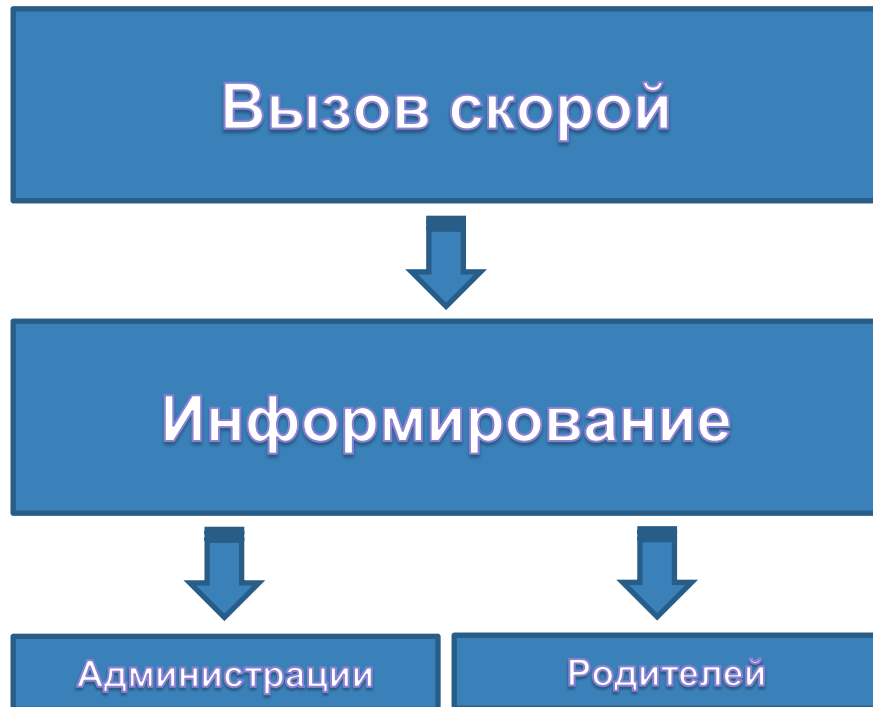 Вызов скорой
Информирование
Администрации
Родителей